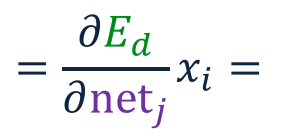 = ∂E_d / ∂net_j x_i =